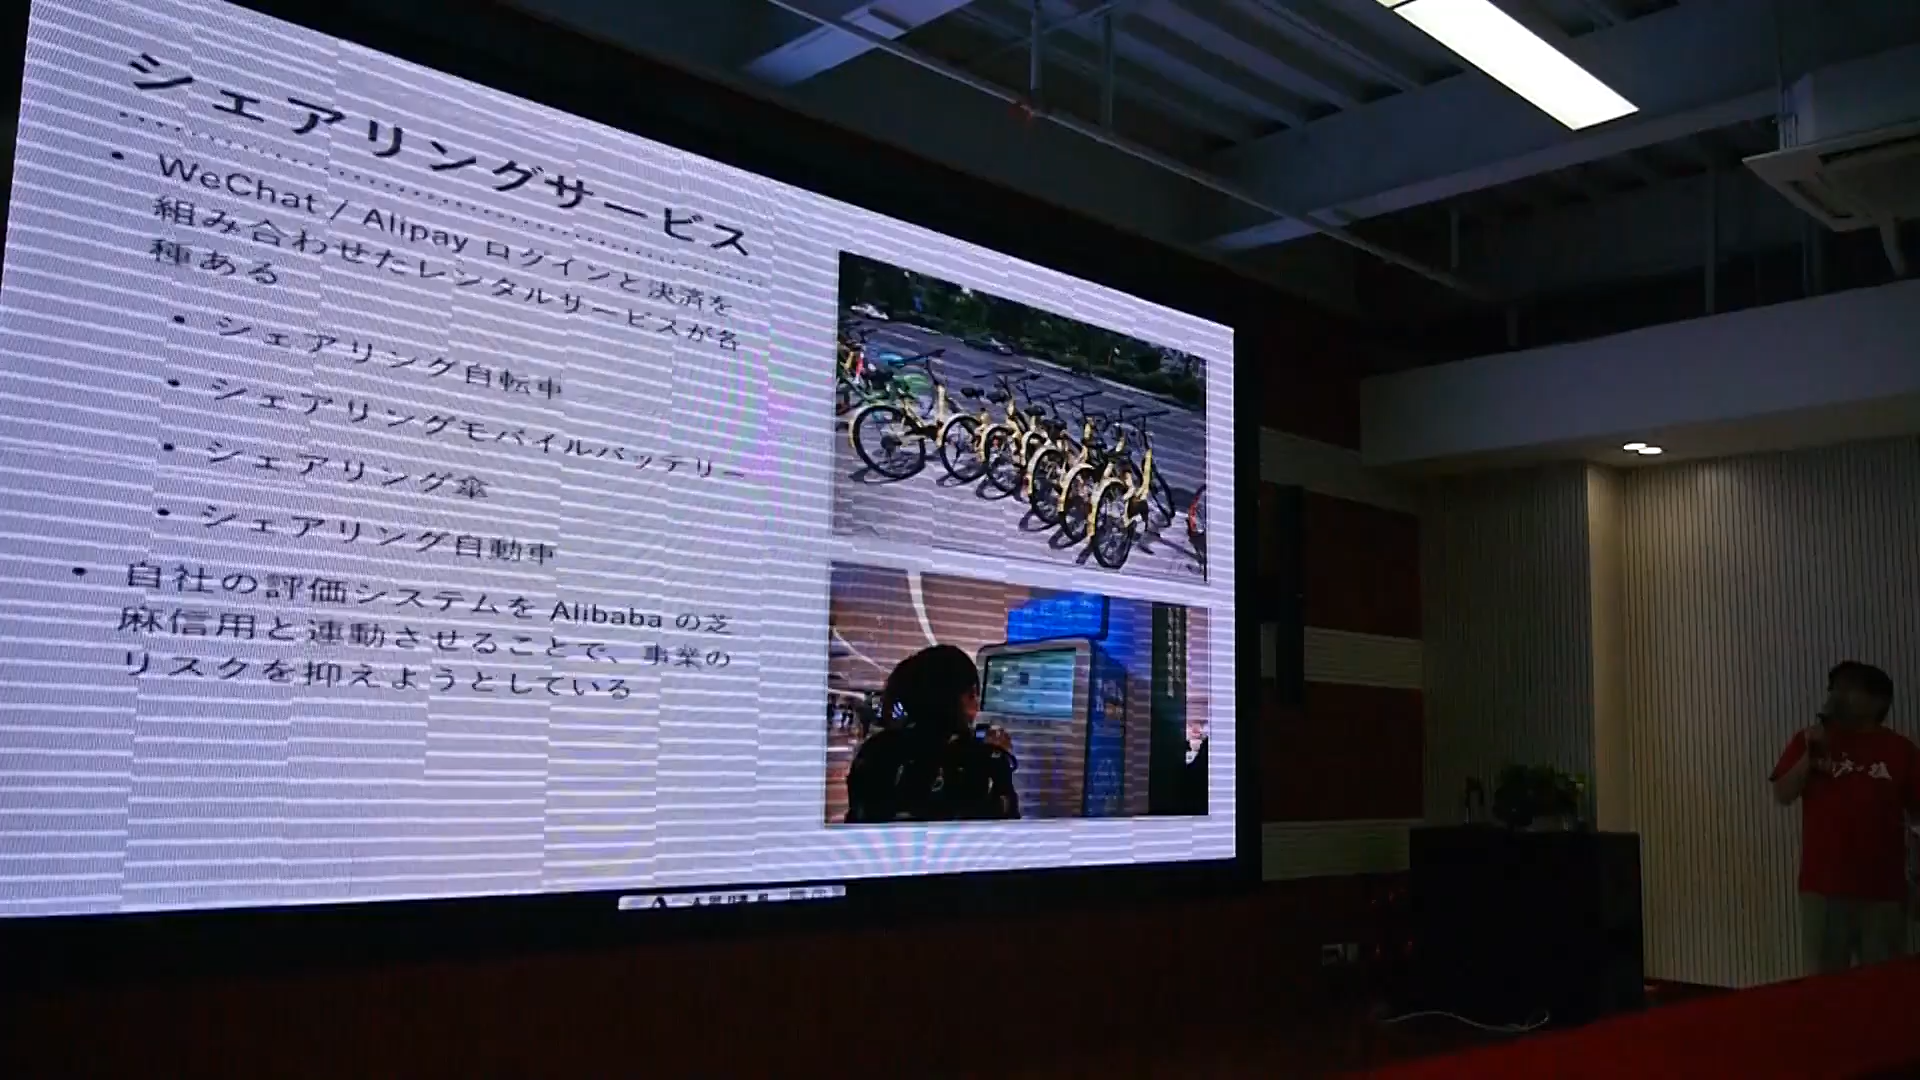 シェアリングサービス
• WeChat / Alipay ログインと決済を
組み合わせたレンタルサービスが各
種ある
• シェアリング自転車
• シェアリングモバイルバッテリー
• シェアリング傘
• シェアリング自動車
• 自社の評価システムを Alibaba の芝
麻信用と連動させることで、事業の
リスクを抑えようとしている